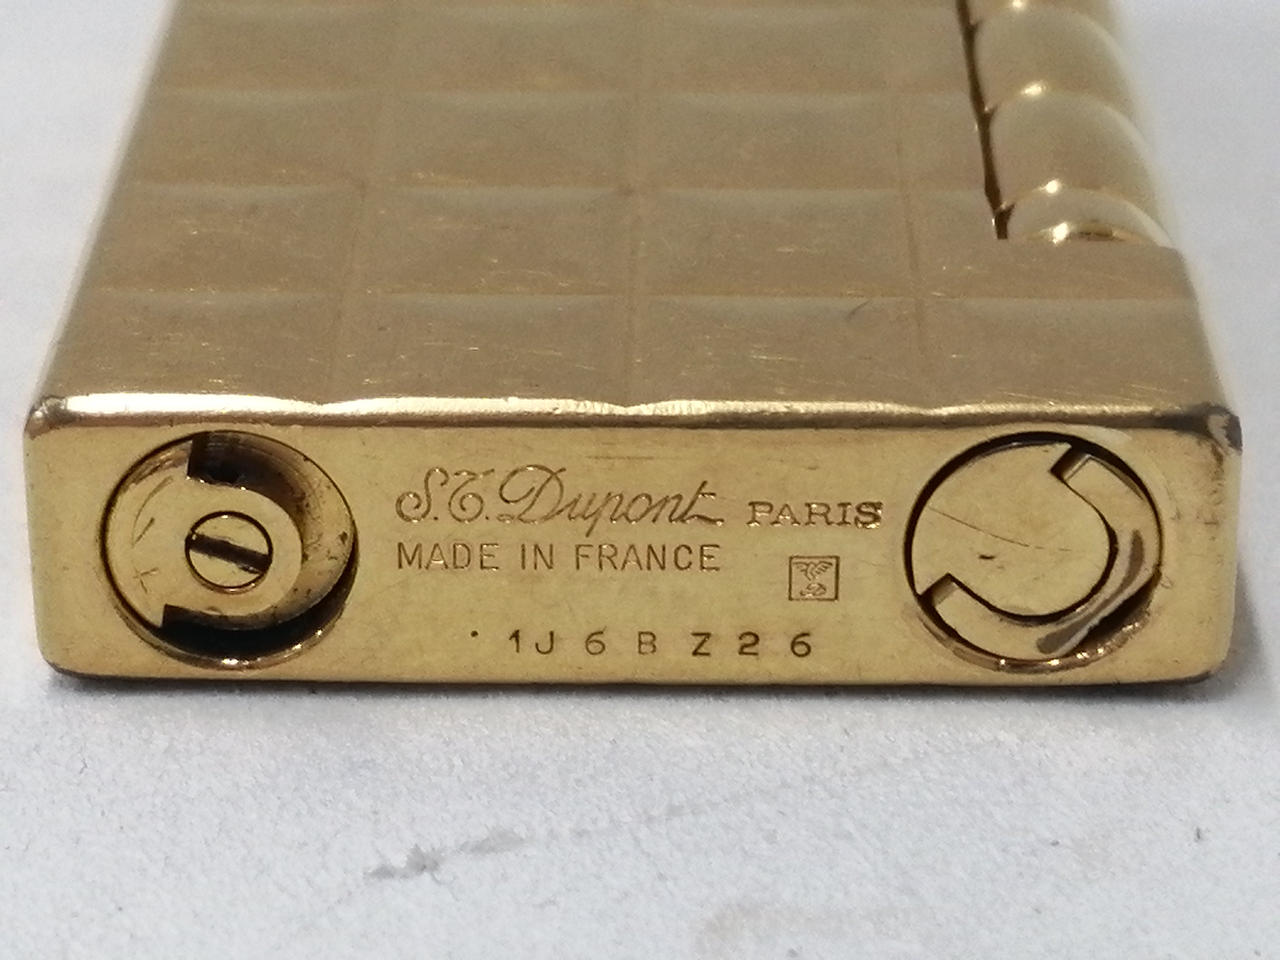 S.T. Dupont PARIS
MADE IN FRANCE
1J6BZ26